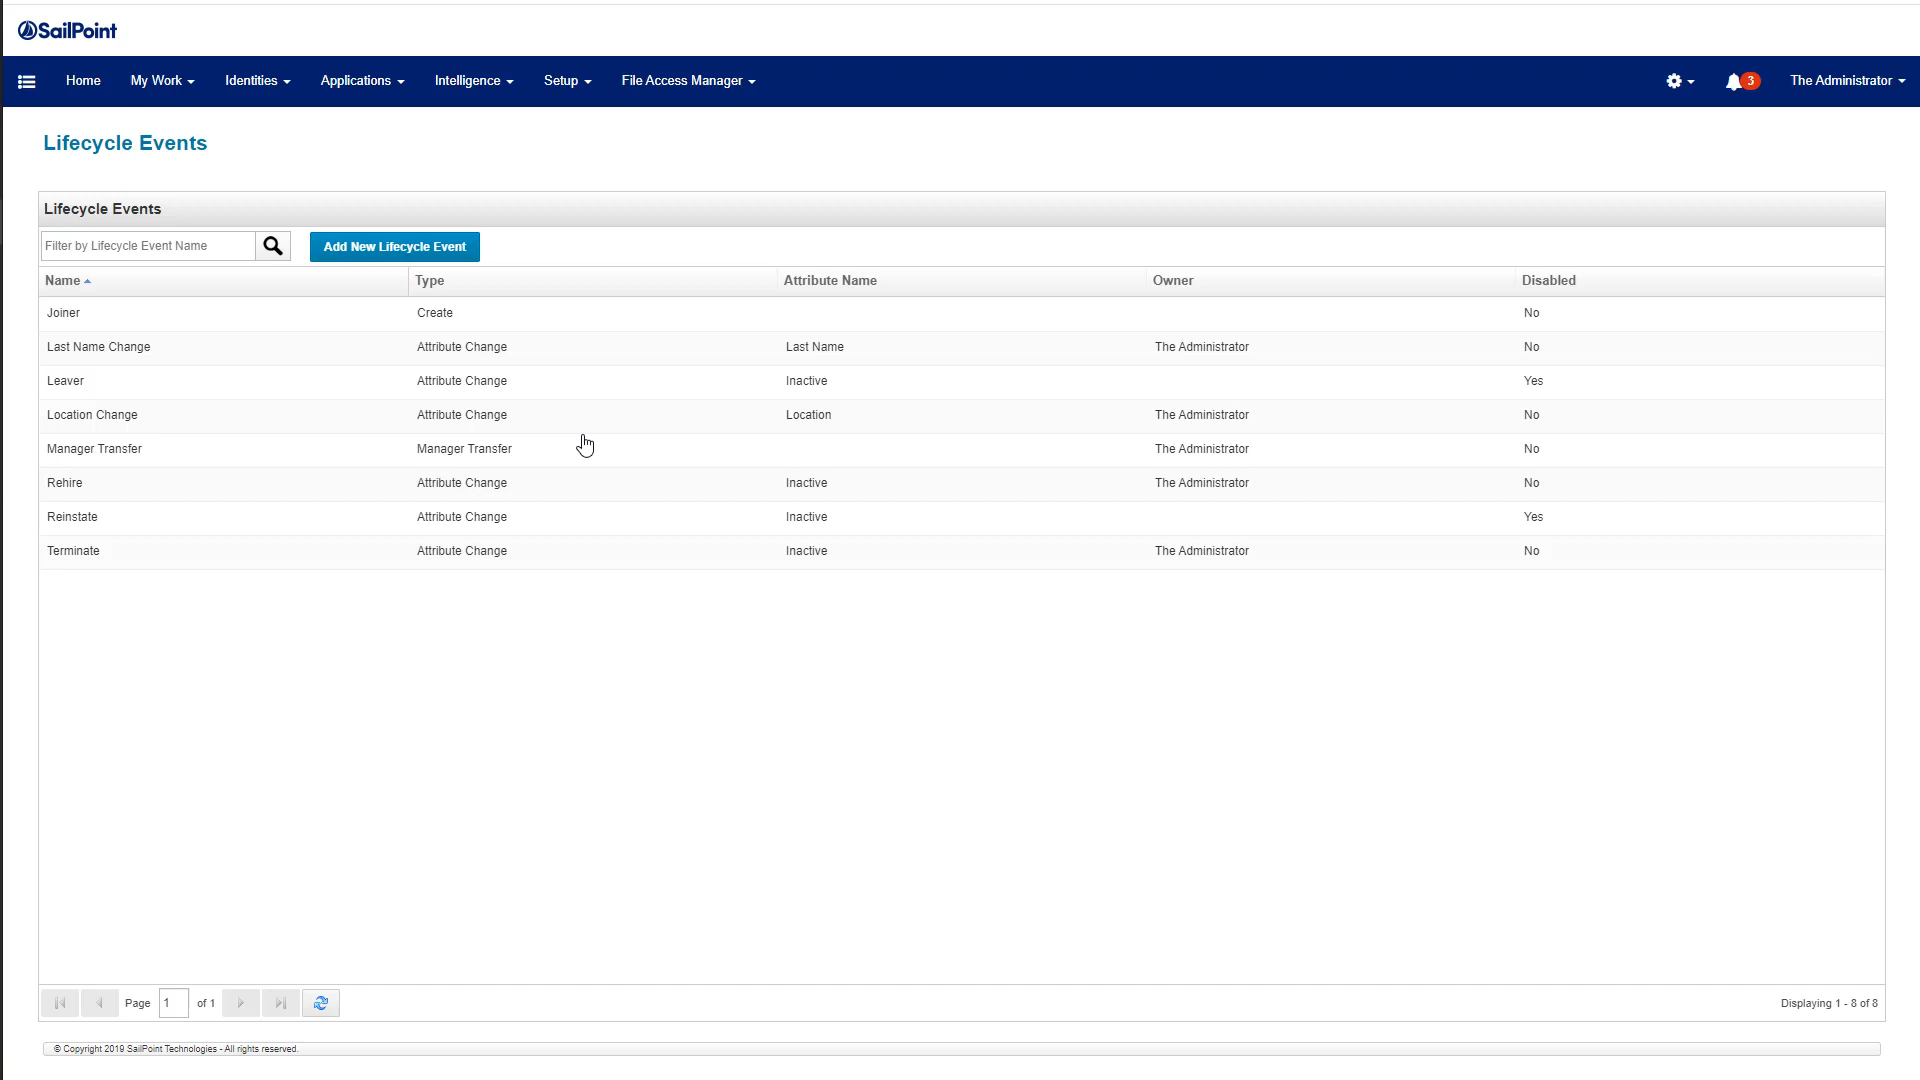 SailPoint
Home My Work Identities Applications Intelligence Setup File Access Manager 3 The Administrator
Lifecycle Events
Lifecycle Events
Filter by Lifecycle Event Name Add New Lifecycle Event
Name Type Attribute Name Owner Disabled
Joiner Create No
Last Name Change Attribute Change Last Name The Administrator No
Leaver Attribute Change Inactive Yes
Location Change Attribute Change Location The Administrator No
Manager Transfer Manager Transfer The Administrator No
Rehire Attribute Change Inactive The Administrator No
Reinstate Attribute Change Inactive Yes
Terminate Attribute Change Inactive The Administrator No
Page 1 of 1 Displaying 1 - 8 of 8
© Copyright 2019 SailPoint Technologies - All rights reserved.